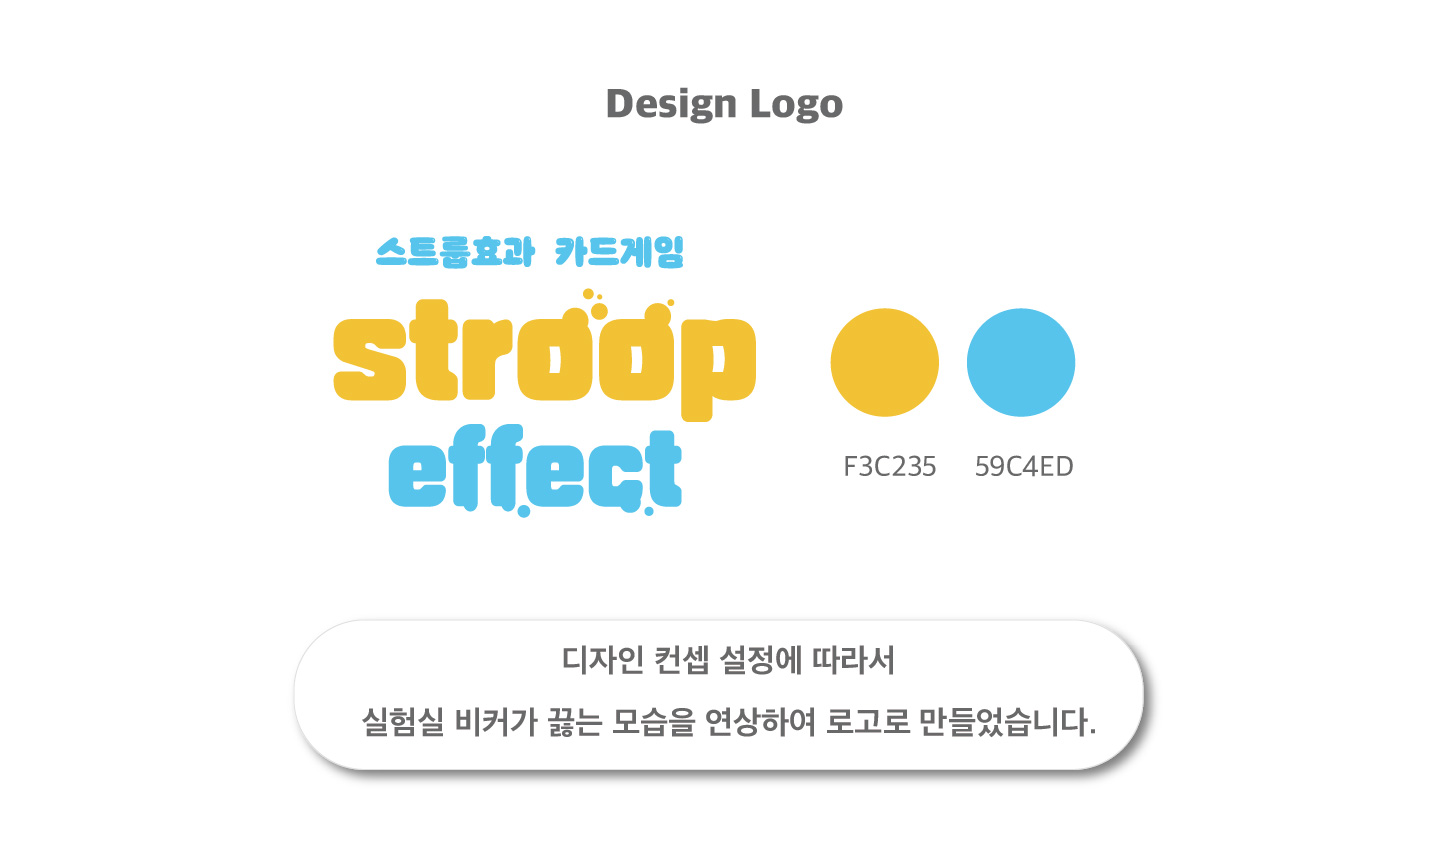 Design Logo
스트룹효과 카드게임
stroop
effect
F3C235 59C4ED
디자인 컨셉 설정에 따라서
실험실 비커가 끓는 모습을 연상하여 로고로 만들었습니다.